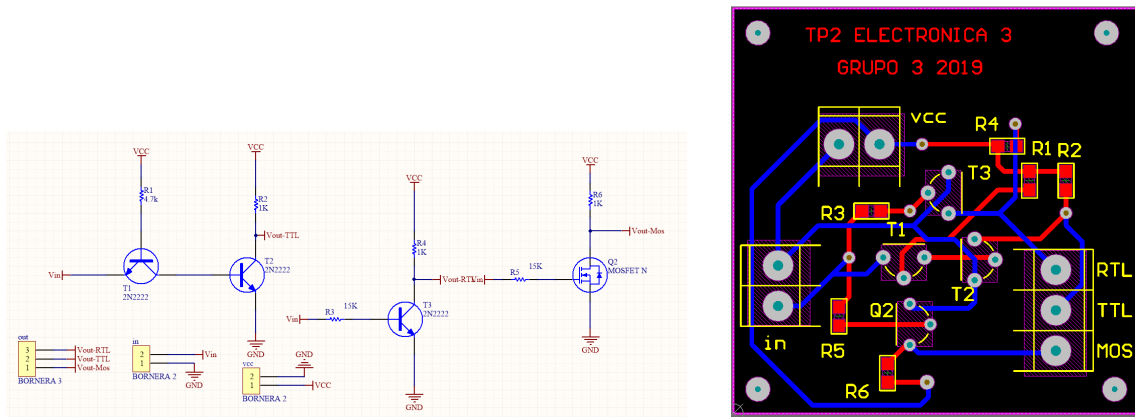 VCC
R1
4.7k
Vin
T1
2N2222
VCC
R2
1K
Vout-TTL
T2
2N2222
GND
VCC
R4
1K
Vout-RTL
Vin
R3
15K
T3
2N2222
GND
Vin
R5
15K
VCC
R6
1K
Vout-Mos
Q2
MOSFET N
GND
out
3
2
1
Vout-RTL
Vout-TTL
Vout-Mos
BORNERA 3
in
2
1
Vin
GND
BORNERA 2
vcc
2
1
GND
VCC
BORNERA 2
TP2 ELECTRONICA 3
GRUPO 3 2019
vcc
R4
R1
R2
T3
R3
T1
T2
RTL
TTL
MOS
in
Q2
R5
R6